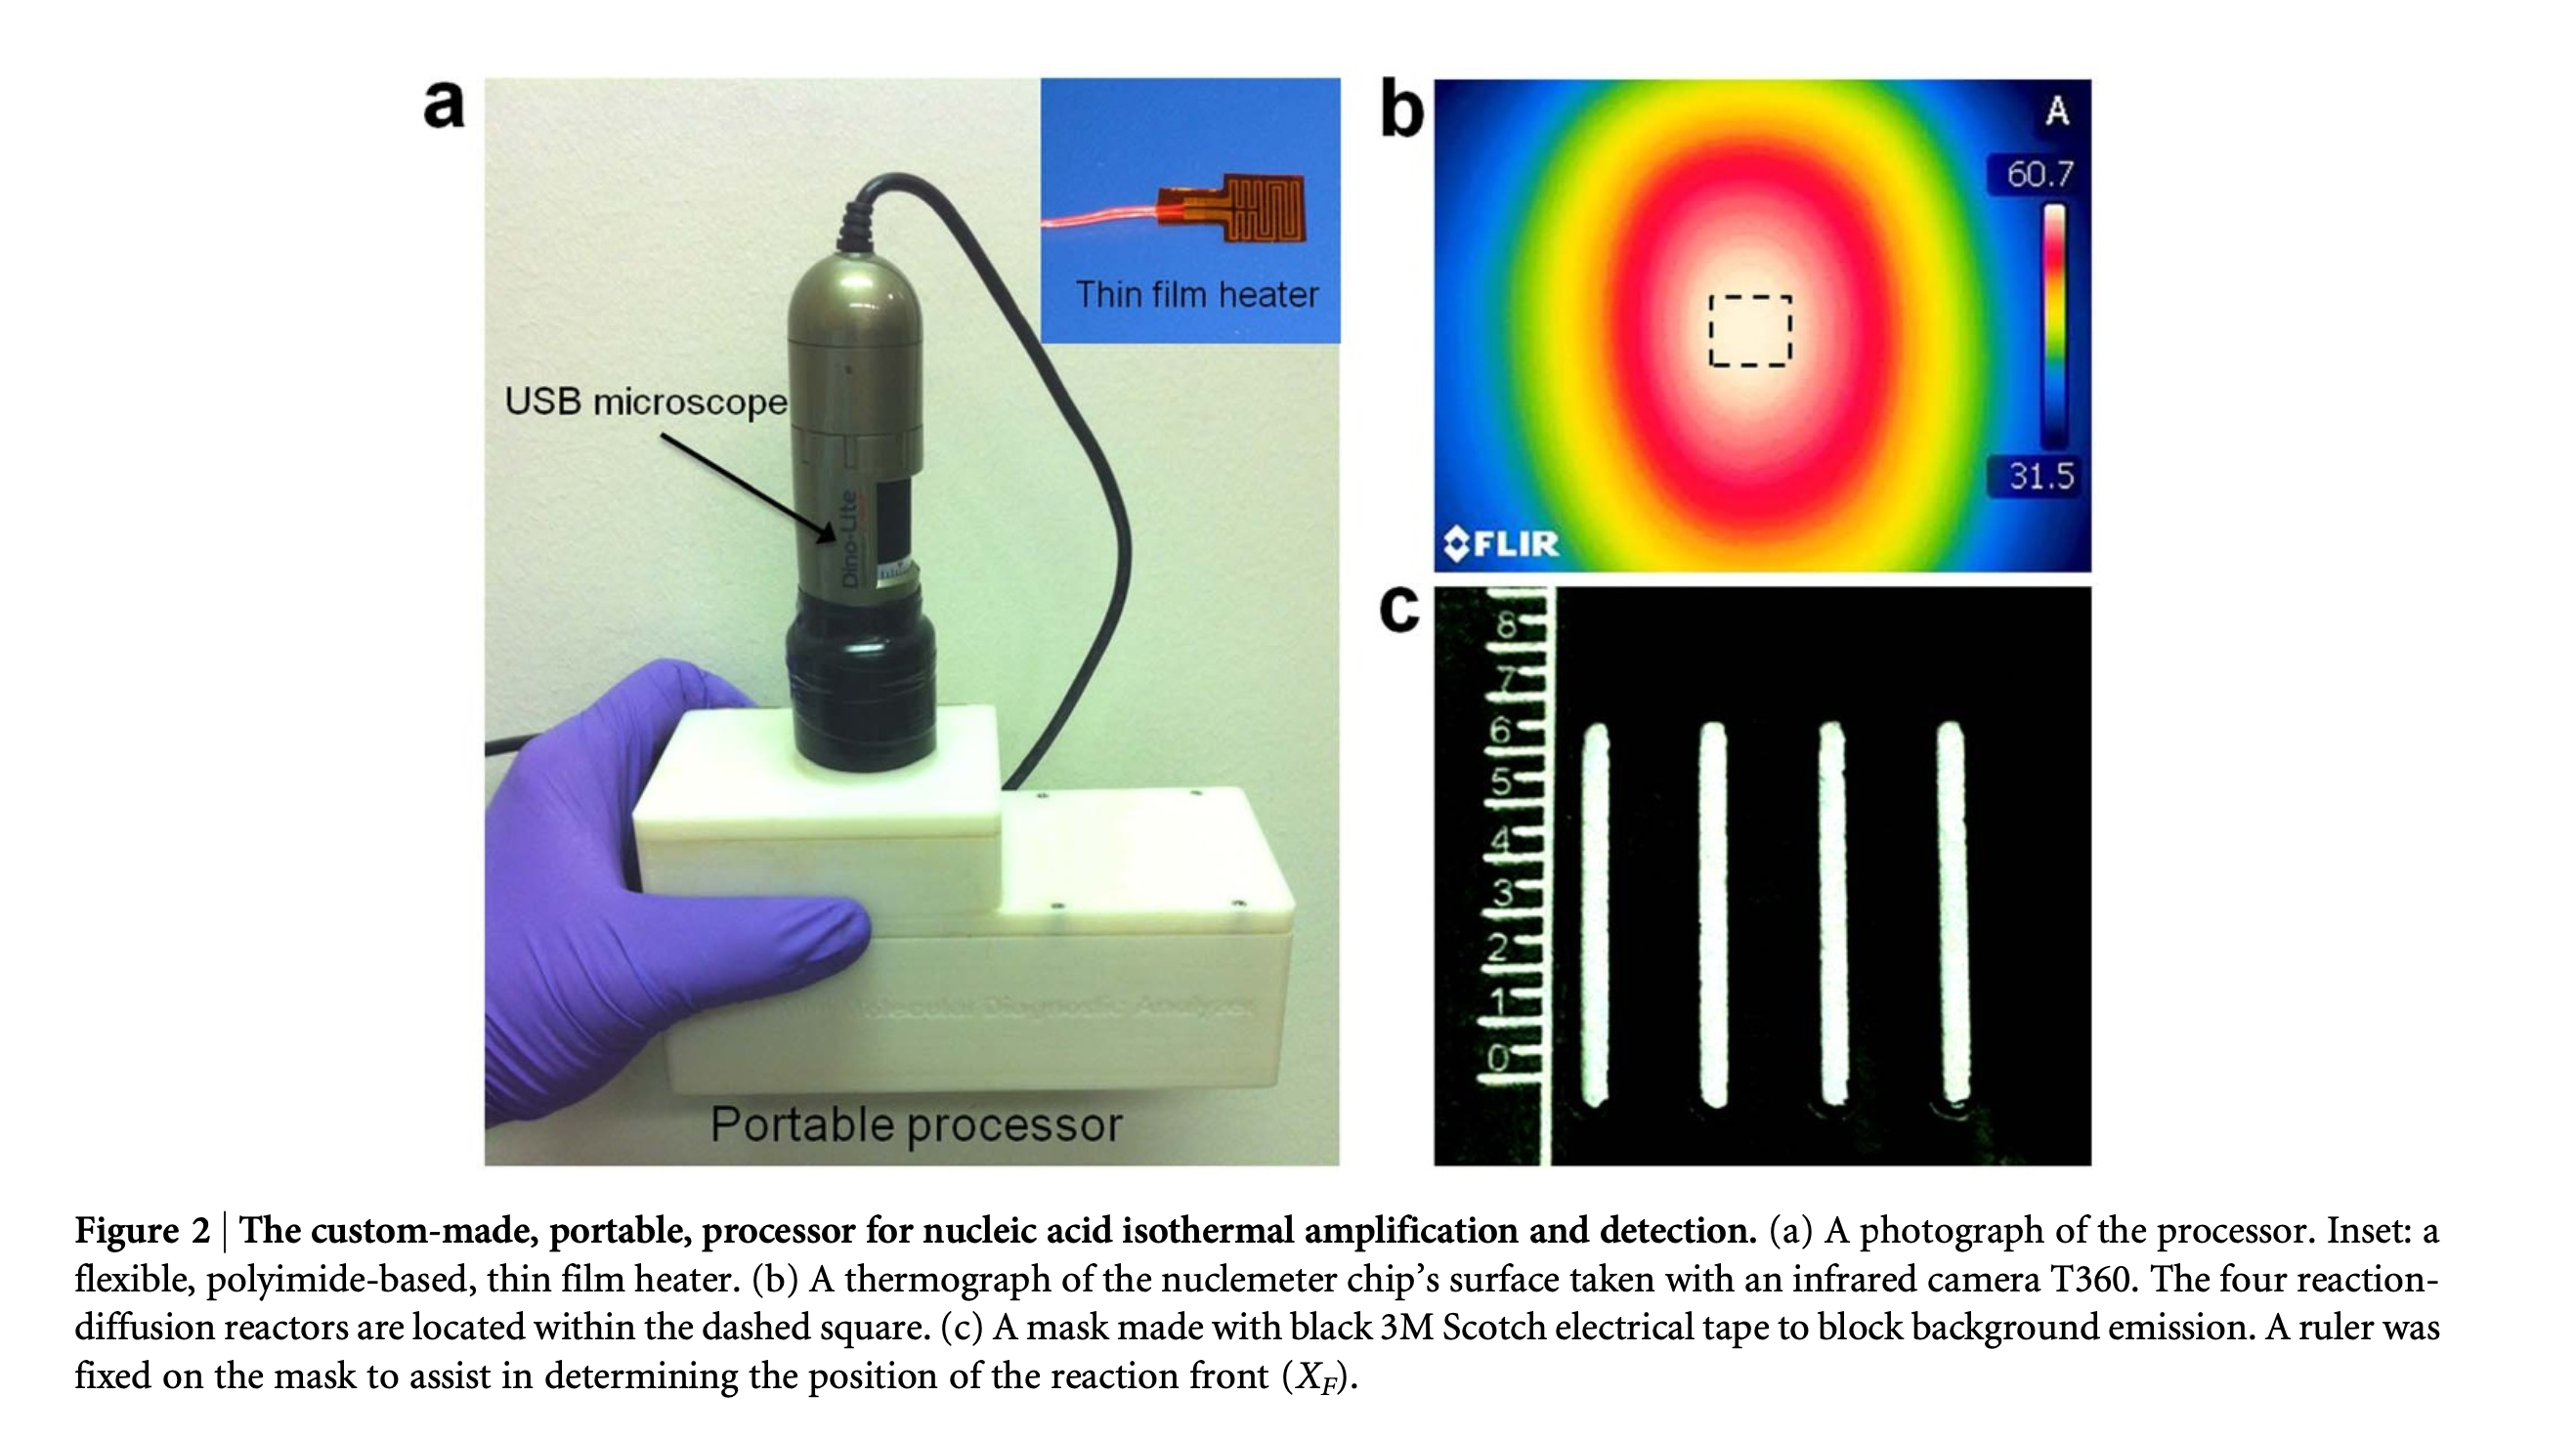 a
Thin film heater
USB microscope
Dino-Lite
Molecular Diagnostic Analyzer
Portable processor
b
A
60.7
31.5
FLIR
c
8
7
6
5
4
3
2
1
0
Figure 2 | The custom-made, portable, processor for nucleic acid isothermal amplification and detection. (a) A photograph of the processor. Inset: a
flexible, polyimide-based, thin film heater. (b) A thermograph of the nuclemeter chip’s surface taken with an infrared camera T360. The four reaction-
diffusion reactors are located within the dashed square. (c) A mask made with black 3M Scotch electrical tape to block background emission. A ruler was
fixed on the mask to assist in determining the position of the reaction front (X_F).